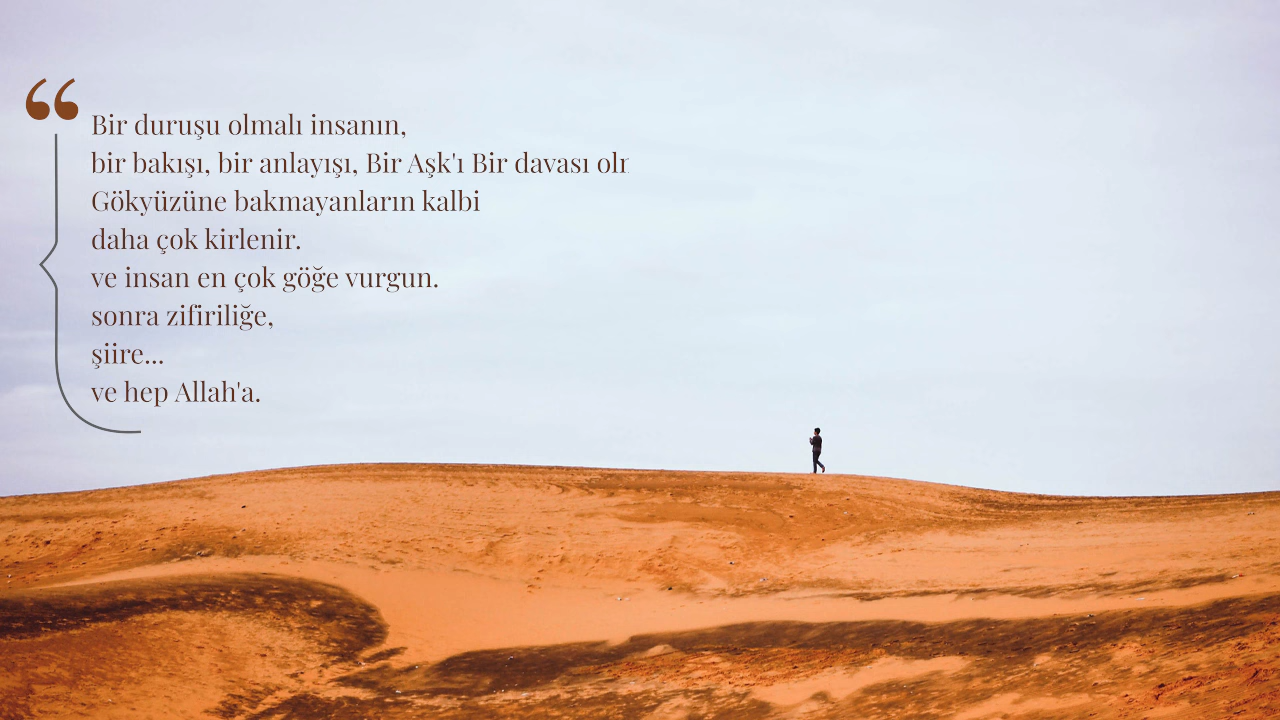 “
Bir duruşu olmalı insanın,
bir bakışı, bir anlayışı, Bir Aşk'ı Bir davası
Gökyüzüne bakmayanların kalbi
daha çok kirlenir.
ve insan en çok göğe vurgun.
sonra zifiriliğe,
şiire...
ve hep Allah'a.